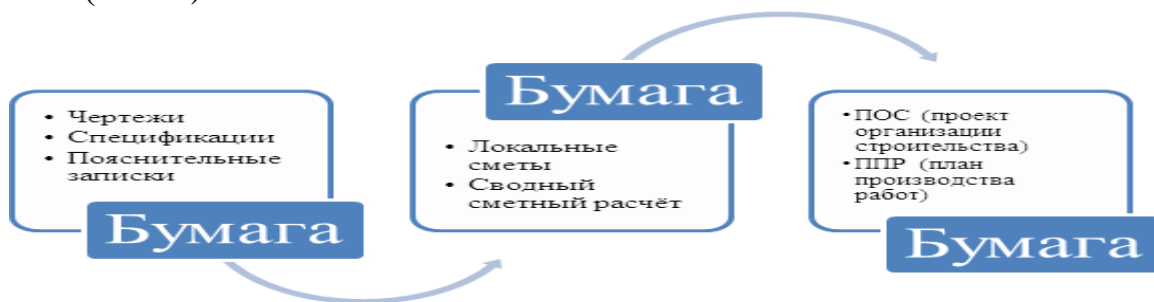 • Чертежи
• Спецификации
• Пояснительные
записки
Бумага
Бумага
• Локальные
сметы
• Сводный
сметный расчёт
•ПОС (проект
организации
строительства)
•ППР (план
производства
работ)
Бумага